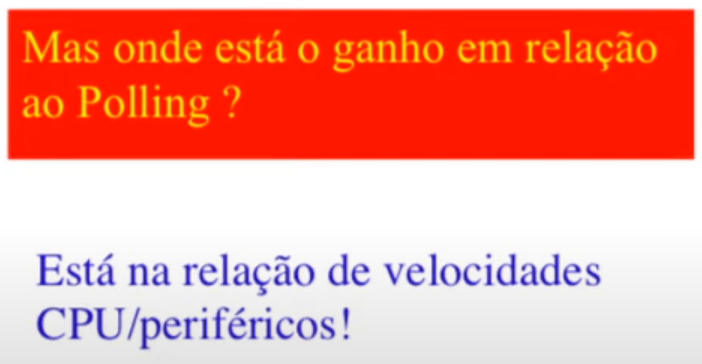 Mas onde está o ganho em relação
ao Polling ?
Está na relação de velocidades
CPU/periféricos!